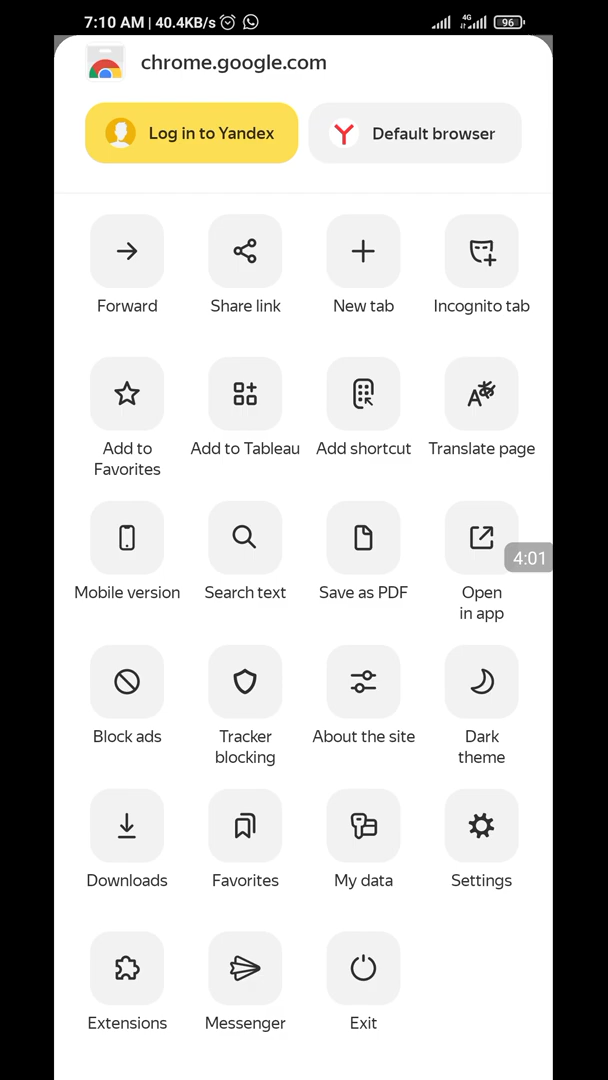 7:10 AM | 40.4KB/s 4G 96
chrome.google.com
Log in to Yandex Default browser
Forward Share link New tab Incognito tab
Add to Favorites Add to Tableau Add shortcut Translate page
Mobile version Search text Save as PDF Open in app
4:01
Block ads Tracker blocking About the site Dark theme
Downloads Favorites My data Settings
Extensions Messenger Exit